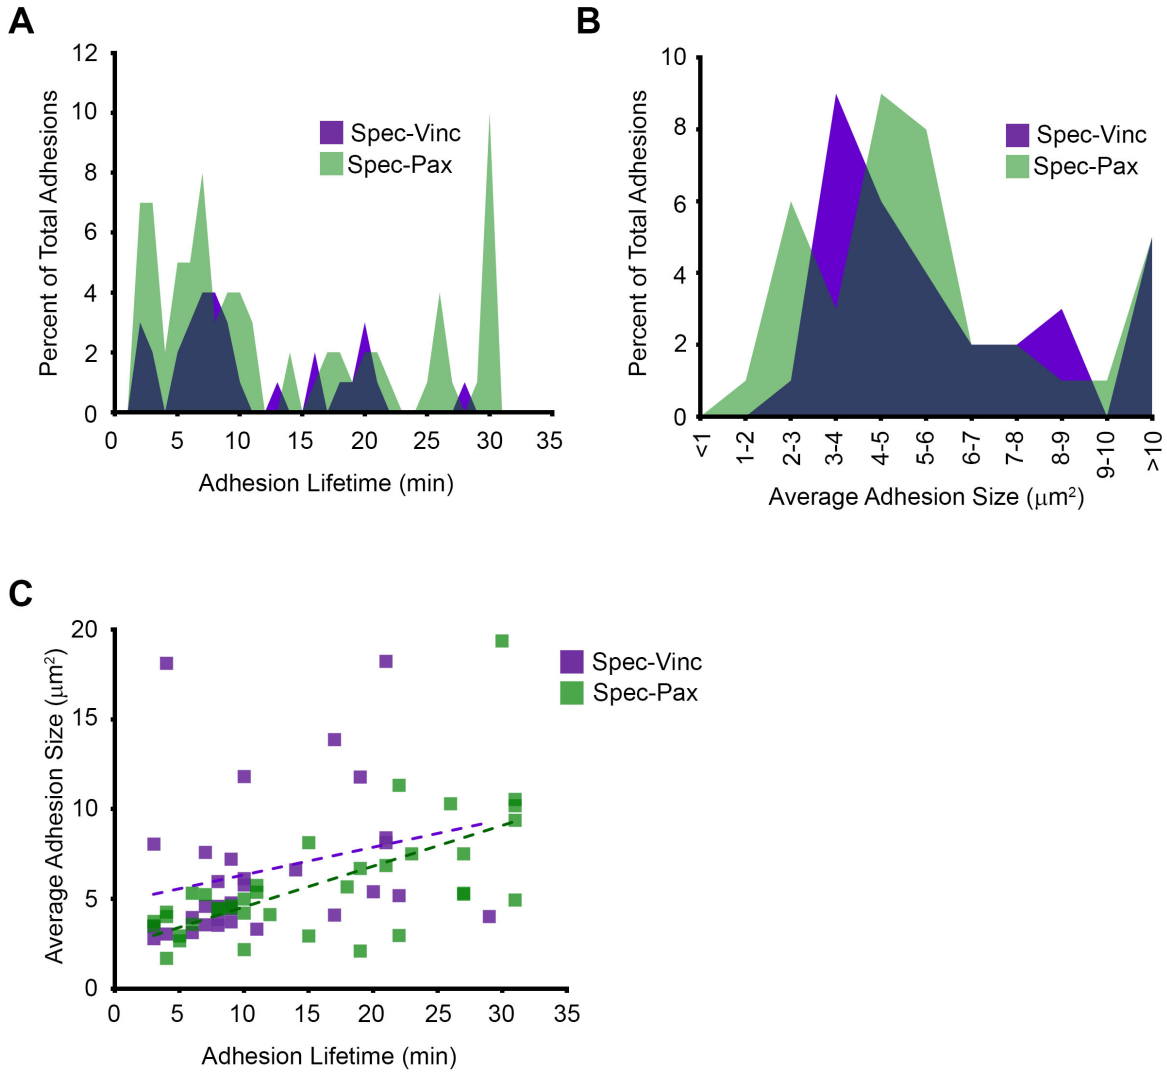 A
12
10
8
6
4
2
0
Percent of Total Adhesions
Spec-Vinc
Spec-Pax
0 5 10 15 20 25 30 35
Adhesion Lifetime (min)
B
10
8
6
4
2
0
Percent of Total Adhesions
Spec-Vinc
Spec-Pax
<1 1-2 2-3 3-4 4-5 5-6 6-7 7-8 8-9 9-10 >10
Average Adhesion Size (μm²)
C
20
15
10
5
0
Average Adhesion Size (μm²)
Spec-Vinc
Spec-Pax
0 5 10 15 20 25 30 35
Adhesion Lifetime (min)